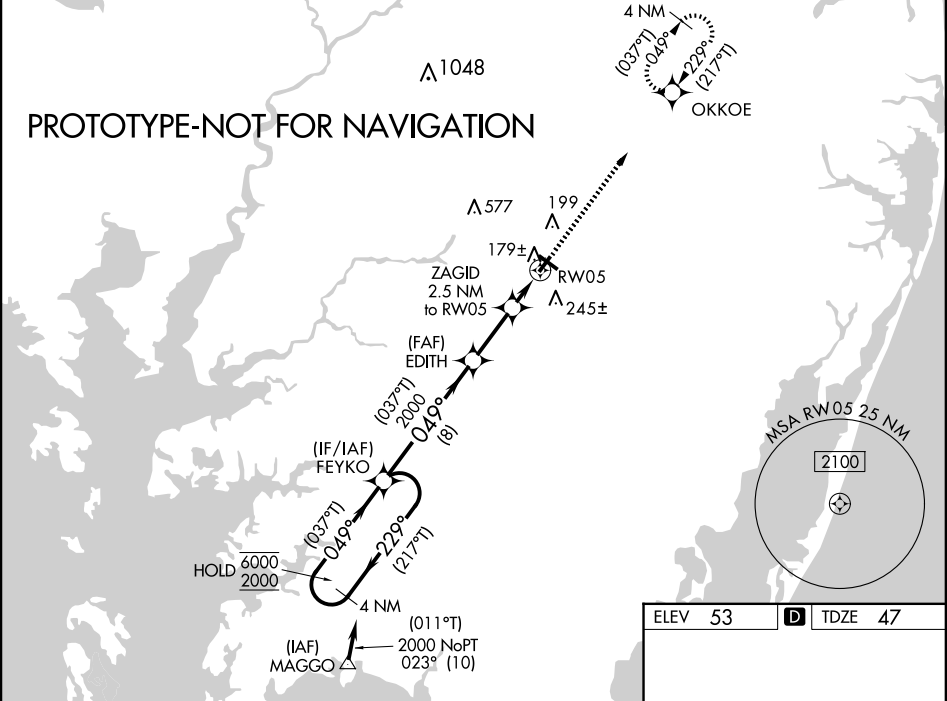 4 NM
(037°T)
049°
229°
(217°T)
OKKOE
1048
PROTOTYPE-NOT FOR NAVIGATION
577
199
179±
RW05
ZAGID
2.5 NM
to RW05
245±
(FAF)
EDITH
(037°T)
2000
049°
(8)
MSA RW05 25 NM
2100
(IF/IAF)
FEYKO
(037°T)
049°
229°
(217°T)
HOLD 6000
2000
4 NM
(011°T)
2000 NoPT
023° (10)
(IAF)
MAGGO
ELEV 53 D TDZE 47